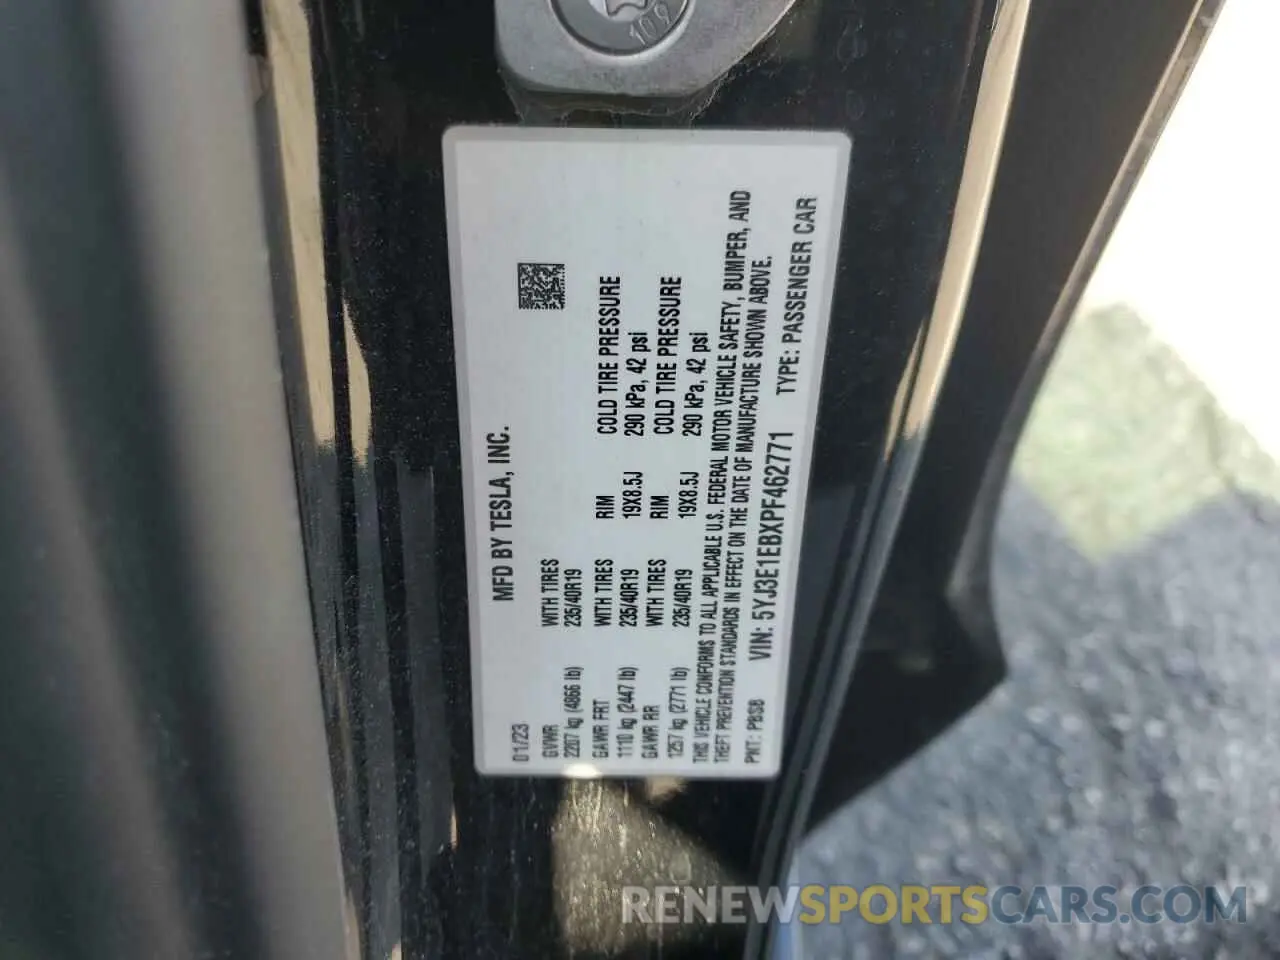 109
MFD BY TESLA, INC.
01/23
GVWR WITH TIRES
2207 kg (4866 lb) 235/40R19
GAWR FRT WITH TIRES RIM COLD TIRE PRESSURE
1110 kg (2447 lb) 235/40R19 19X8.5J 290 kPa, 42 psi
GAWR RR WITH TIRES RIM COLD TIRE PRESSURE
1257 kg (2771 lb) 235/40R19 19X8.5J 290 kPa, 42 psi
THIS VEHICLE CONFORMS TO ALL APPLICABLE U.S. FEDERAL MOTOR VEHICLE SAFETY, BUMPER, AND
THEFT PREVENTION STANDARDS IN EFFECT ON THE DATE OF MANUFACTURE SHOWN ABOVE.
PNT: PBSB VIN: 5YJ3E1EBXPF462771 TYPE: PASSENGER CAR
RENEWSPORTSCARS.COM